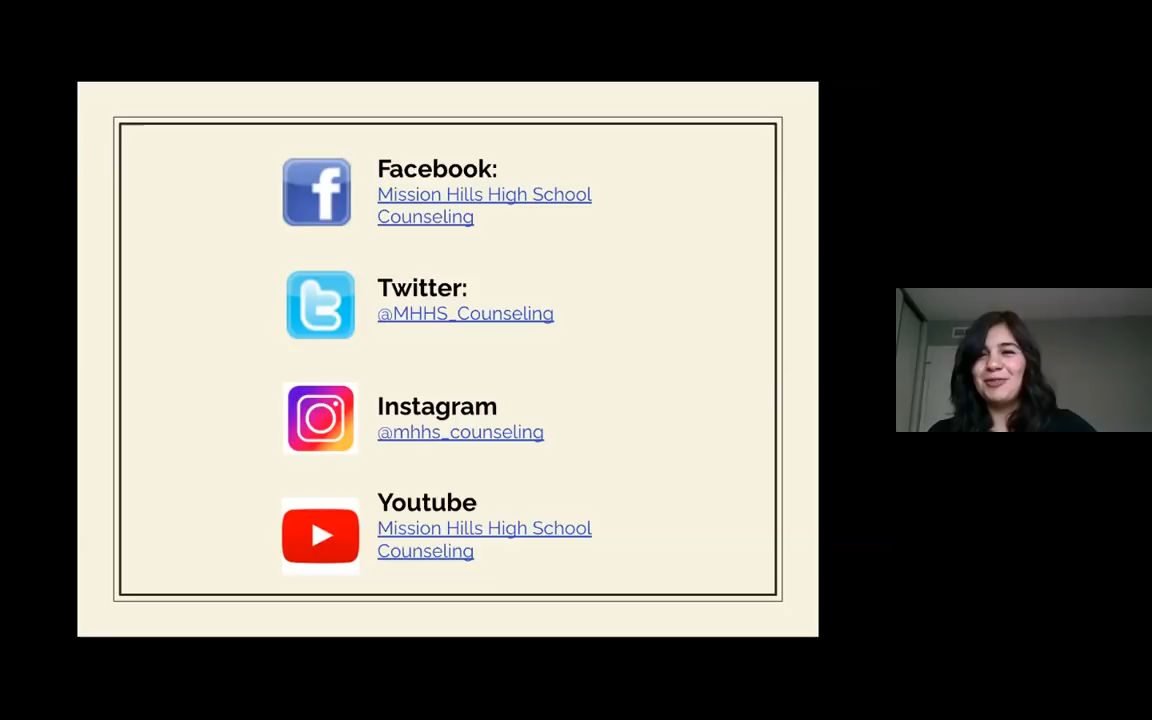 Facebook:
Mission Hills High School
Counseling
Twitter:
@MHHS_Counseling
Instagram
@mhhs_counseling
Youtube
Mission Hills High School
Counseling